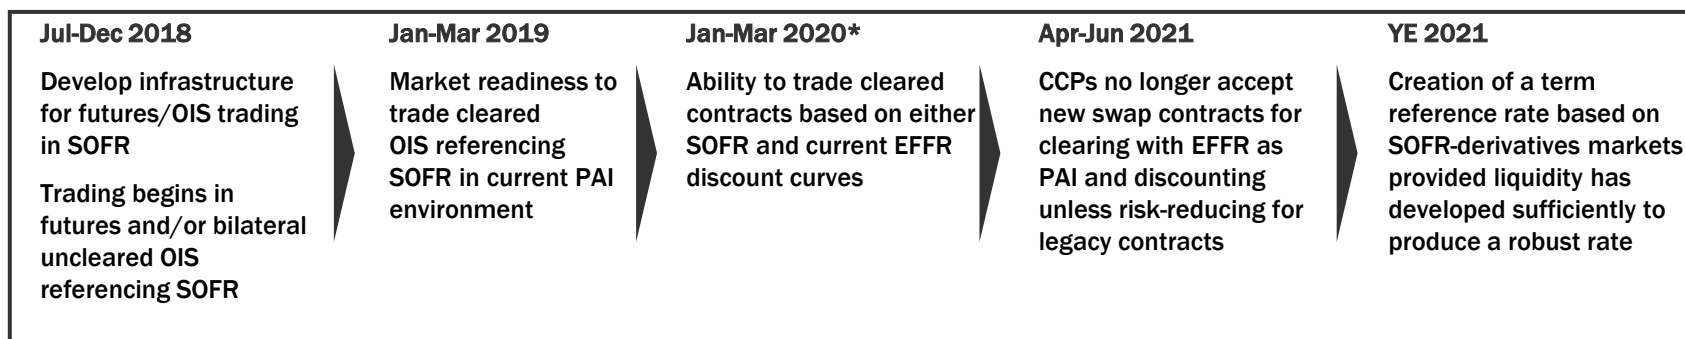 Jul-Dec 2018
Develop infrastructure
for futures/OIS trading
in SOFR
Trading begins in
futures and/or bilateral
uncleared OIS
referencing SOFR
Jan-Mar 2019
Market readiness to
trade cleared
OIS referencing
SOFR in current PAI
environment
Jan-Mar 2020*
Ability to trade cleared
contracts based on either
SOFR and current EFFR
discount curves
Apr-Jun 2021
CCPs no longer accept
new swap contracts for
clearing with EFFR as
PAI and discounting
unless risk-reducing for
legacy contracts
YE 2021
Creation of a term
reference rate based on
SOFR-derivatives markets
provided liquidity has
developed sufficiently to
produce a robust rate